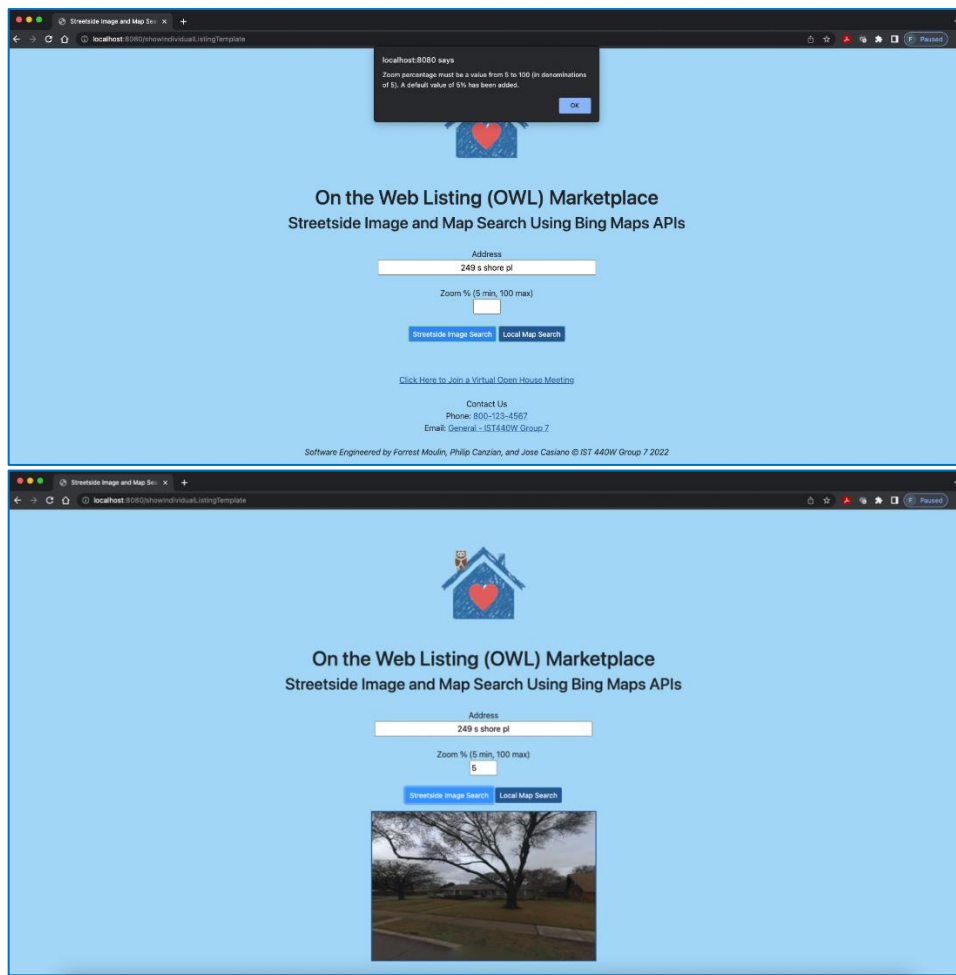 Streetside Image and Map Sea
localhost:8080/showIndividualListingTemplate
F Paused
localhost:8080 says
Zoom percentage must be a value from 5 to 100 (in denominations
of 5). A default value of 5% has been added.
OK
On the Web Listing (OWL) Marketplace
Streetside Image and Map Search Using Bing Maps APIs
Address
249 s shore pl
Zoom % (5 min, 100 max)
Streetside Image Search Local Map Search
Click Here to Join a Virtual Open House Meeting
Contact Us
Phone: 800-123-4567
Email: General - IST440W Group 7
Software Engineered by Forrest Moulin, Philip Canzian, and Jose Casiano © IST 440W Group 7 2022
Streetside Image and Map Sea
localhost:8080/showIndividualListingTemplate
F Paused
On the Web Listing (OWL) Marketplace
Streetside Image and Map Search Using Bing Maps APIs
Address
249 s shore pl
Zoom % (5 min, 100 max)
5
Streetside Image Search Local Map Search